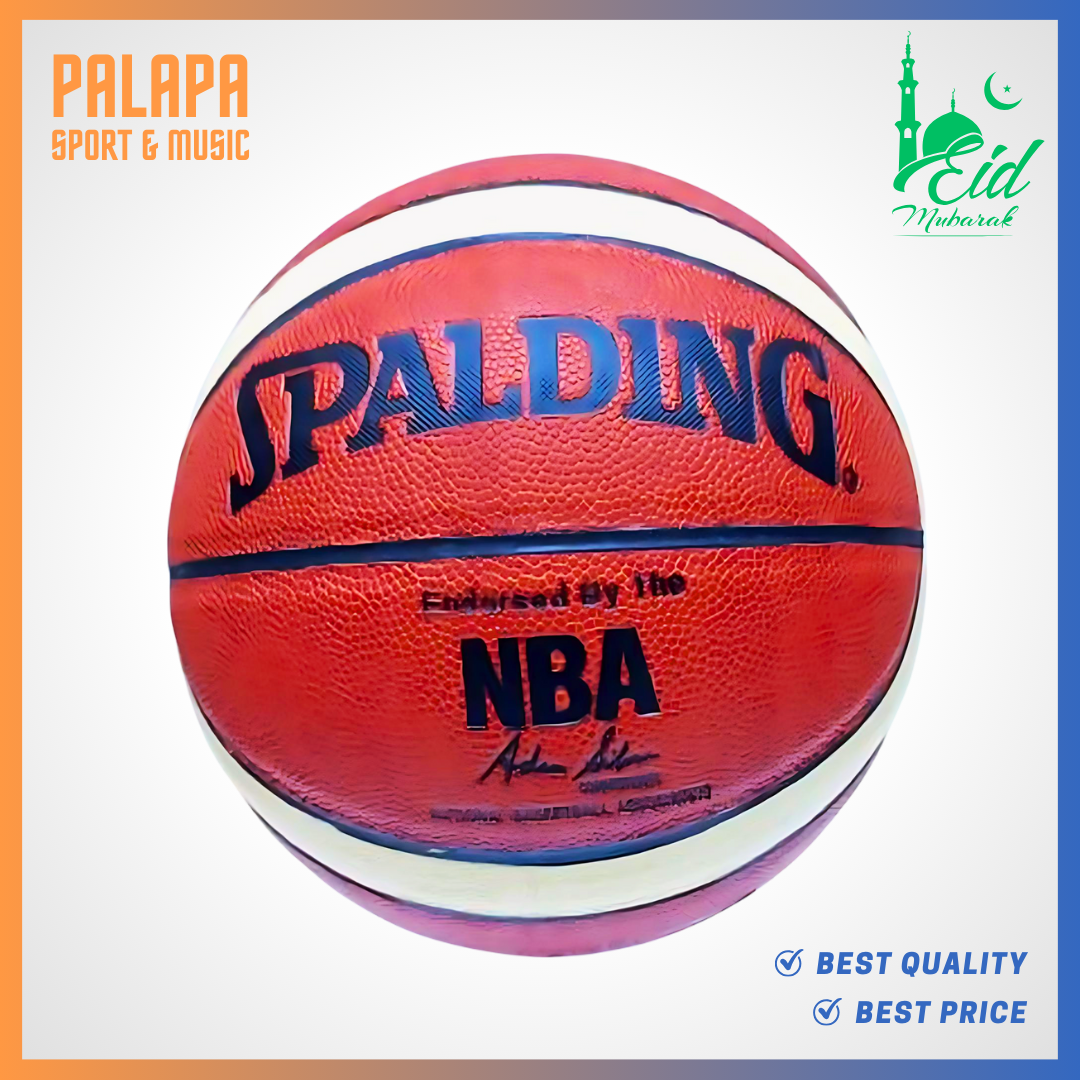 PALAPA
SPORT & MUSIC
Eid
Mubarak
SPALDING
Endorsed By The
NBA
BEST QUALITY
BEST PRICE